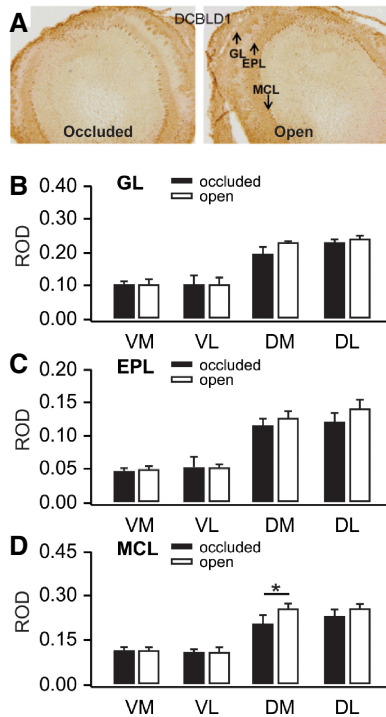 A
DCBLD1
GL
EPL
MCL
Occluded
Open
B
GL
occluded
open
ROD
0.40
0.30
0.20
0.10
0.00
VM VL DM DL
C
EPL
occluded
open
ROD
0.20
0.15
0.10
0.05
0.00
VM VL DM DL
D
MCL
occluded
open
ROD
0.45
0.30
0.15
0.00
*
VM VL DM DL